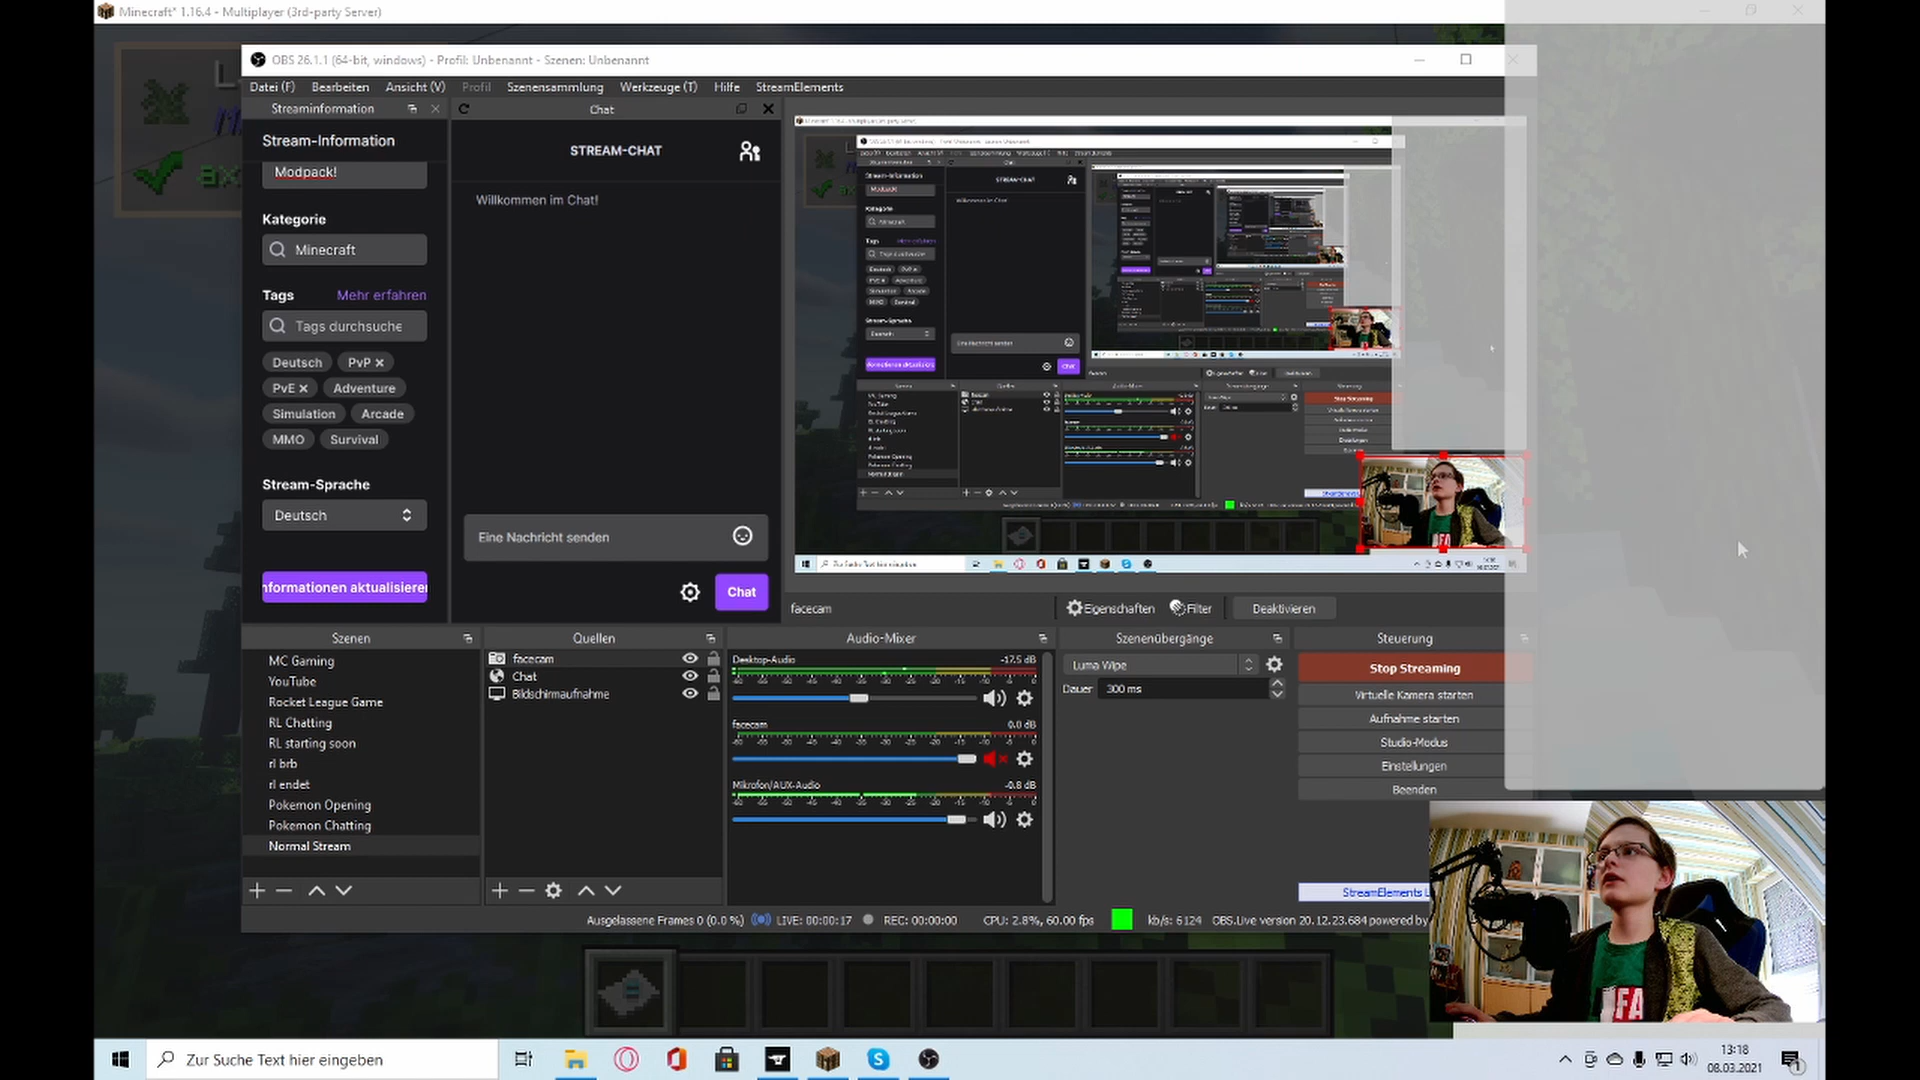 Minecraft* 1.16.4 - Multiplayer (3rd-party Server)
OBS 26.1.1 (64-bit, windows) - Profil: Unbenannt - Szenen: Unbenannt
Datei (F) Bearbeiten Ansicht (V) Profil Szenensammlung Werkzeuge (T) Hilfe StreamElements
Streaminformation
Chat
Stream-Information
Modpack!
Kategorie
Minecraft
Tags Mehr erfahren
Tags durchsuche
Deutsch PvP
PvE Adventure
Simulation Arcade
MMO Survival
Stream-Sprache
Deutsch
nformationen aktualisieren
STREAM-CHAT
Willkommen im Chat!
Eine Nachricht senden
Chat
facecam
Eigenschaften Filter Deaktivieren
Szenen
MC Gaming
YouTube
Rocket League Game
RL Chatting
RL starting soon
rl brb
rl endet
Pokemon Opening
Pokemon Chatting
Normal Stream
Quellen
facecam
Chat
Bildschirmaufnahme
Audio-Mixer
Desktop-Audio -17.5 dB
facecam 0.0 dB
Mikrofon/AUX-Audio -0.8 dB
Szenenübergänge
Luma Wipe
Dauer 300 ms
Steuerung
Stop Streaming
Virtuelle Kamera starten
Aufnahme starten
Studio-Modus
Einstellungen
Beenden
StreamElements L
Ausgelassene Frames 0 (0.0 %) LIVE: 00:00:17 REC: 00:00:00 CPU: 2.8%, 60.00 fps kb/s: 6124 OBS.Live version 20.12.23.684 powered by
Zur Suche Text hier eingeben
13:18
08.03.2021
1